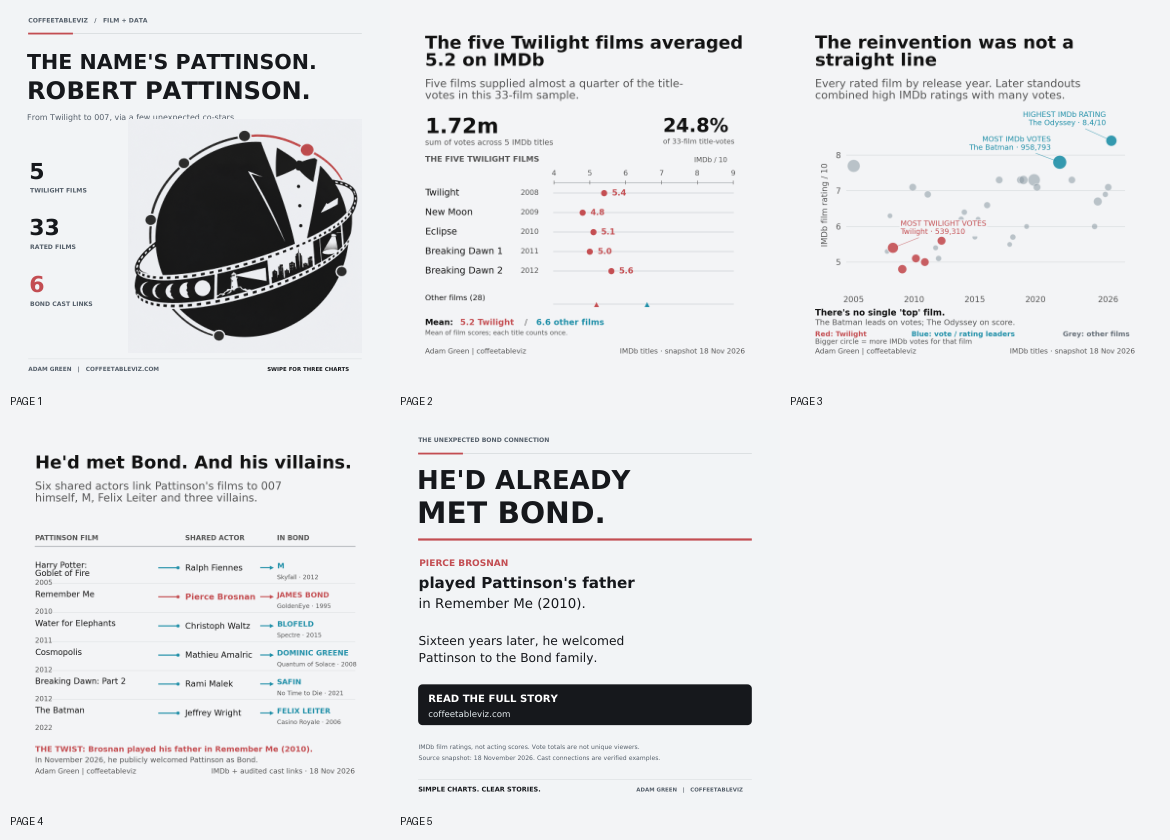 COFFEETABLEVIZ / FILM + DATA
THE NAME'S PATTINSON.
ROBERT PATTINSON.
From Twilight to 007, via a few unexpected co-stars
5
TWILIGHT FILMS
33
RATED FILMS
6
BOND CAST LINKS
ADAM GREEN | COFFEETABLEVIZ.COM
SWIPE FOR THREE CHARTS
PAGE 1
The five Twilight films averaged
5.2 on IMDb
Five films supplied almost a quarter of the title-
votes in this 33-film sample.
1.72m
sum of votes across 5 IMDb titles
24.8%
of 33-film title-votes
THE FIVE TWILIGHT FILMS
IMDb / 10
4 5 6 7 8 9
Twilight 2008 5.4
New Moon 2009 4.8
Eclipse 2010 5.1
Breaking Dawn 1 2011 5.0
Breaking Dawn 2 2012 5.6
Other films (28)
Mean: 5.2 Twilight / 6.6 other films
Mean of film scores; each title counts once.
Adam Green | coffeetableviz
IMDb titles · snapshot 18 Nov 2026
PAGE 2
The reinvention was not a
straight line
Every rated film by release year. Later standouts
combined high IMDb ratings with many votes.
HIGHEST IMDb RATING
The Odyssey · 8.4/10
MOST IMDb VOTES
The Batman · 958,793
MOST TWILIGHT VOTES
Twilight · 539,310
IMDb film rating / 10
8
7
6
5
2005 2010 2015 2020 2026
There's no single 'top' film.
The Batman leads on votes; The Odyssey on score.
Red: Twilight Blue: vote / rating leaders Grey: other films
Bigger circle = more IMDb votes for that film
Adam Green | coffeetableviz
IMDb titles · snapshot 18 Nov 2026
PAGE 3
He'd met Bond. And his villains.
Six shared actors link Pattinson's films to 007
himself, M, Felix Leiter and three villains.
PATTINSON FILM SHARED ACTOR IN BOND
Harry Potter:
Goblet of Fire
2005
Ralph Fiennes
M
Skyfall · 2012
Remember Me
2010
Pierce Brosnan
JAMES BOND
GoldenEye · 1995
Water for Elephants
2011
Christoph Waltz
BLOFELD
Spectre · 2015
Cosmopolis
2012
Mathieu Amalric
DOMINIC GREENE
Quantum of Solace · 2008
Breaking Dawn: Part 2
2012
Rami Malek
SAFIN
No Time to Die · 2021
The Batman
2022
Jeffrey Wright
FELIX LEITER
Casino Royale · 2006
THE TWIST: Brosnan played his father in Remember Me (2010).
In November 2026, he publicly welcomed Pattinson as Bond.
Adam Green | coffeetableviz
IMDb + audited cast links · 18 Nov 2026
PAGE 4
THE UNEXPECTED BOND CONNECTION
HE'D ALREADY
MET BOND.
PIERCE BROSNAN
played Pattinson's father
in Remember Me (2010).
Sixteen years later, he welcomed
Pattinson to the Bond family.
READ THE FULL STORY
coffeetableviz.com
IMDb film ratings, not acting scores. Vote totals are not unique viewers.
Source snapshot: 18 November 2026. Cast connections are verified examples.
SIMPLE CHARTS. CLEAR STORIES.
ADAM GREEN | COFFEETABLEVIZ
PAGE 5